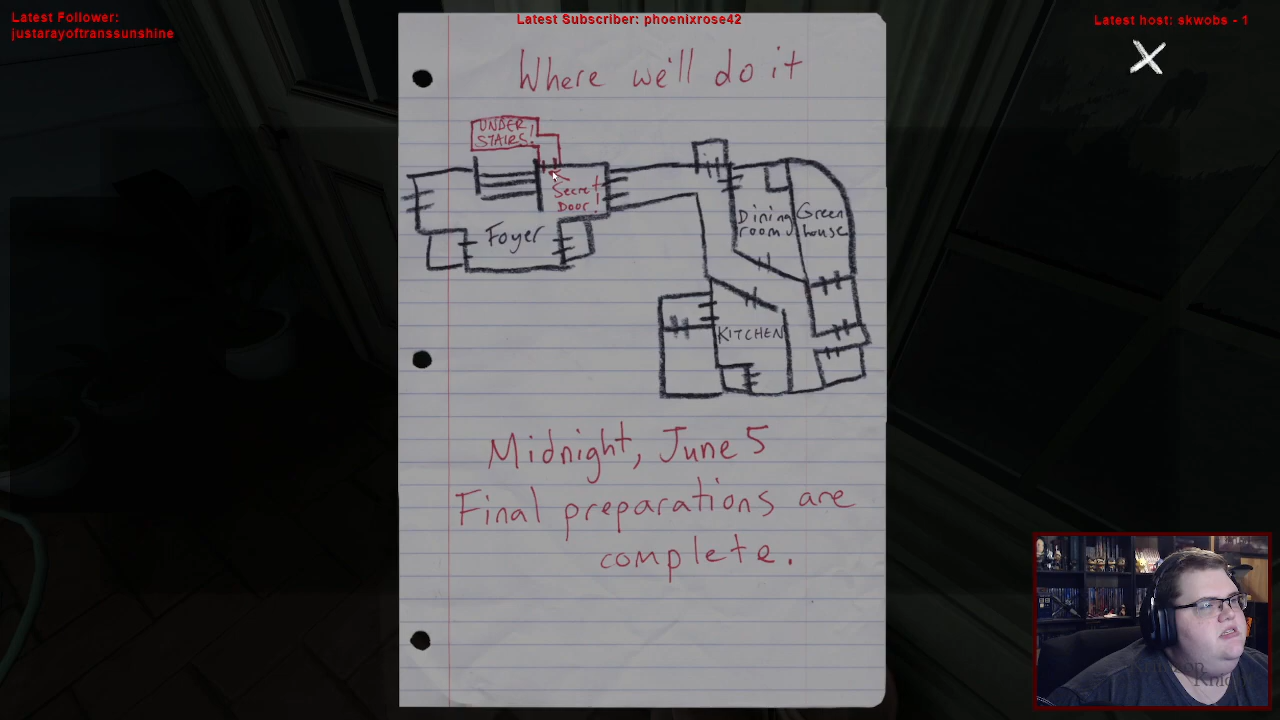 Latest Follower:
justarayoftranssunshine
Latest Subscriber: phoenixrose42
Latest host: skwobs - 1
Where we'll do it
UNDER
STAIRS!
Secret
Door!
Foyer
Dining
room
Green
house
KITCHEN
Midnight, June 5
Final preparations are
complete.